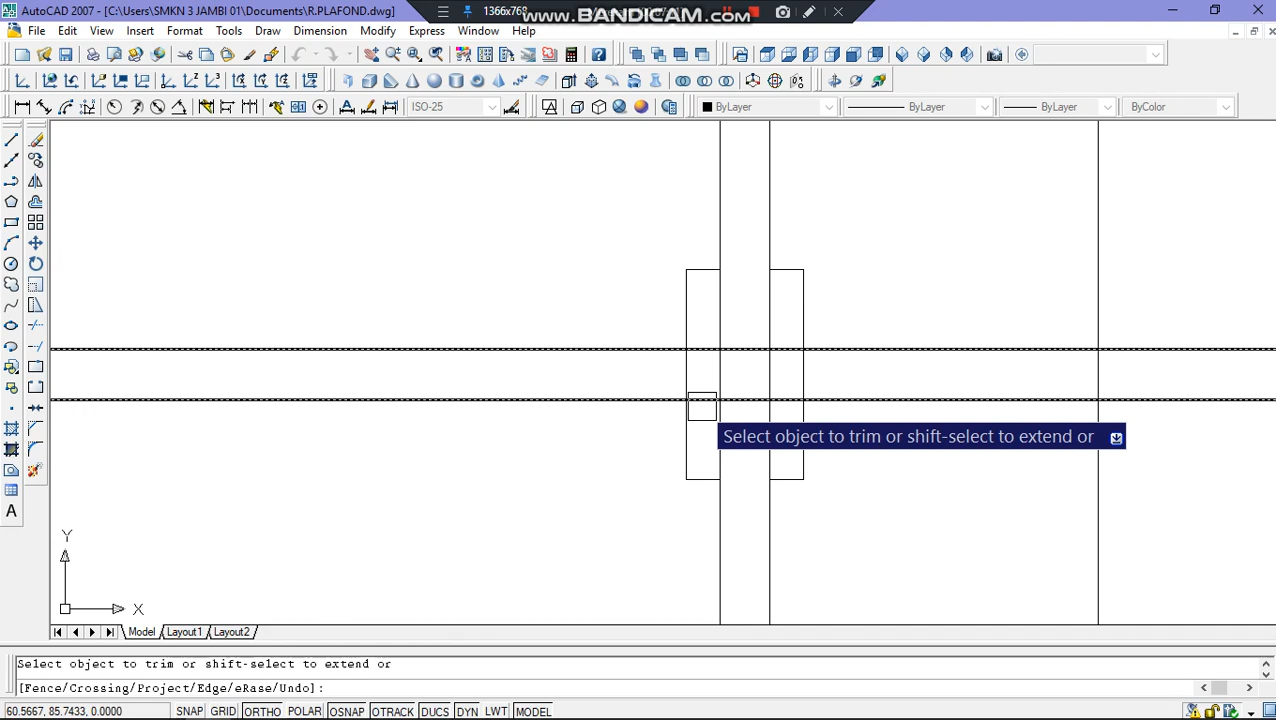 AutoCAD 2007 - [C:\Users\SMKN 3 JAMBI 01\Documents\R.PLAFOND.dwg]
1366x768
www.BANDICAM.com
File Edit View Insert Format Tools Draw Dimension Modify Express Window Help
ISO-25
ByLayer
ByLayer
ByLayer
ByColor
Select object to trim or shift-select to extend or
Y
X
A
Model Layout1 Layout2
Select object to trim or shift-select to extend or
[Fence/Crossing/Project/Edge/eRase/Undo]:
60.5667, 85.7433, 0.0000
SNAP GRID ORTHO POLAR OSNAP OTRACK DUCS DYN LWT MODEL